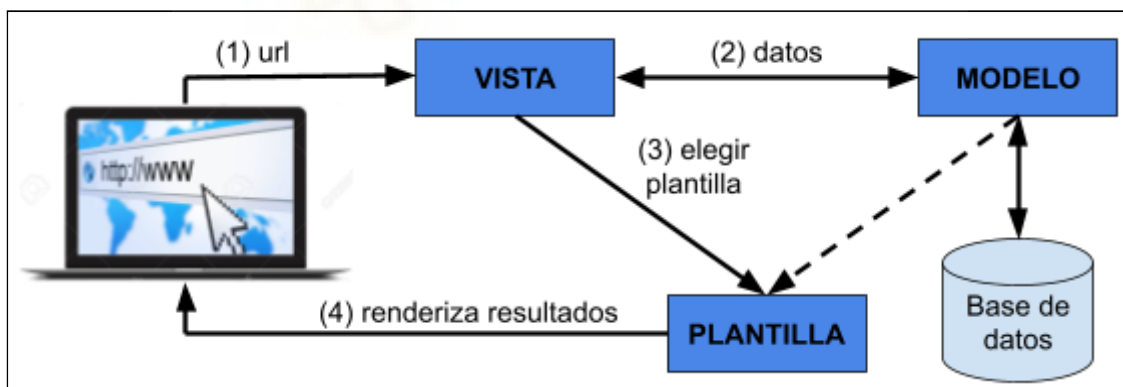 (1) url
VISTA
(2) datos
MODELO
http://www
(3) elegir
plantilla
(4) renderiza resultados
PLANTILLA
Base de
datos